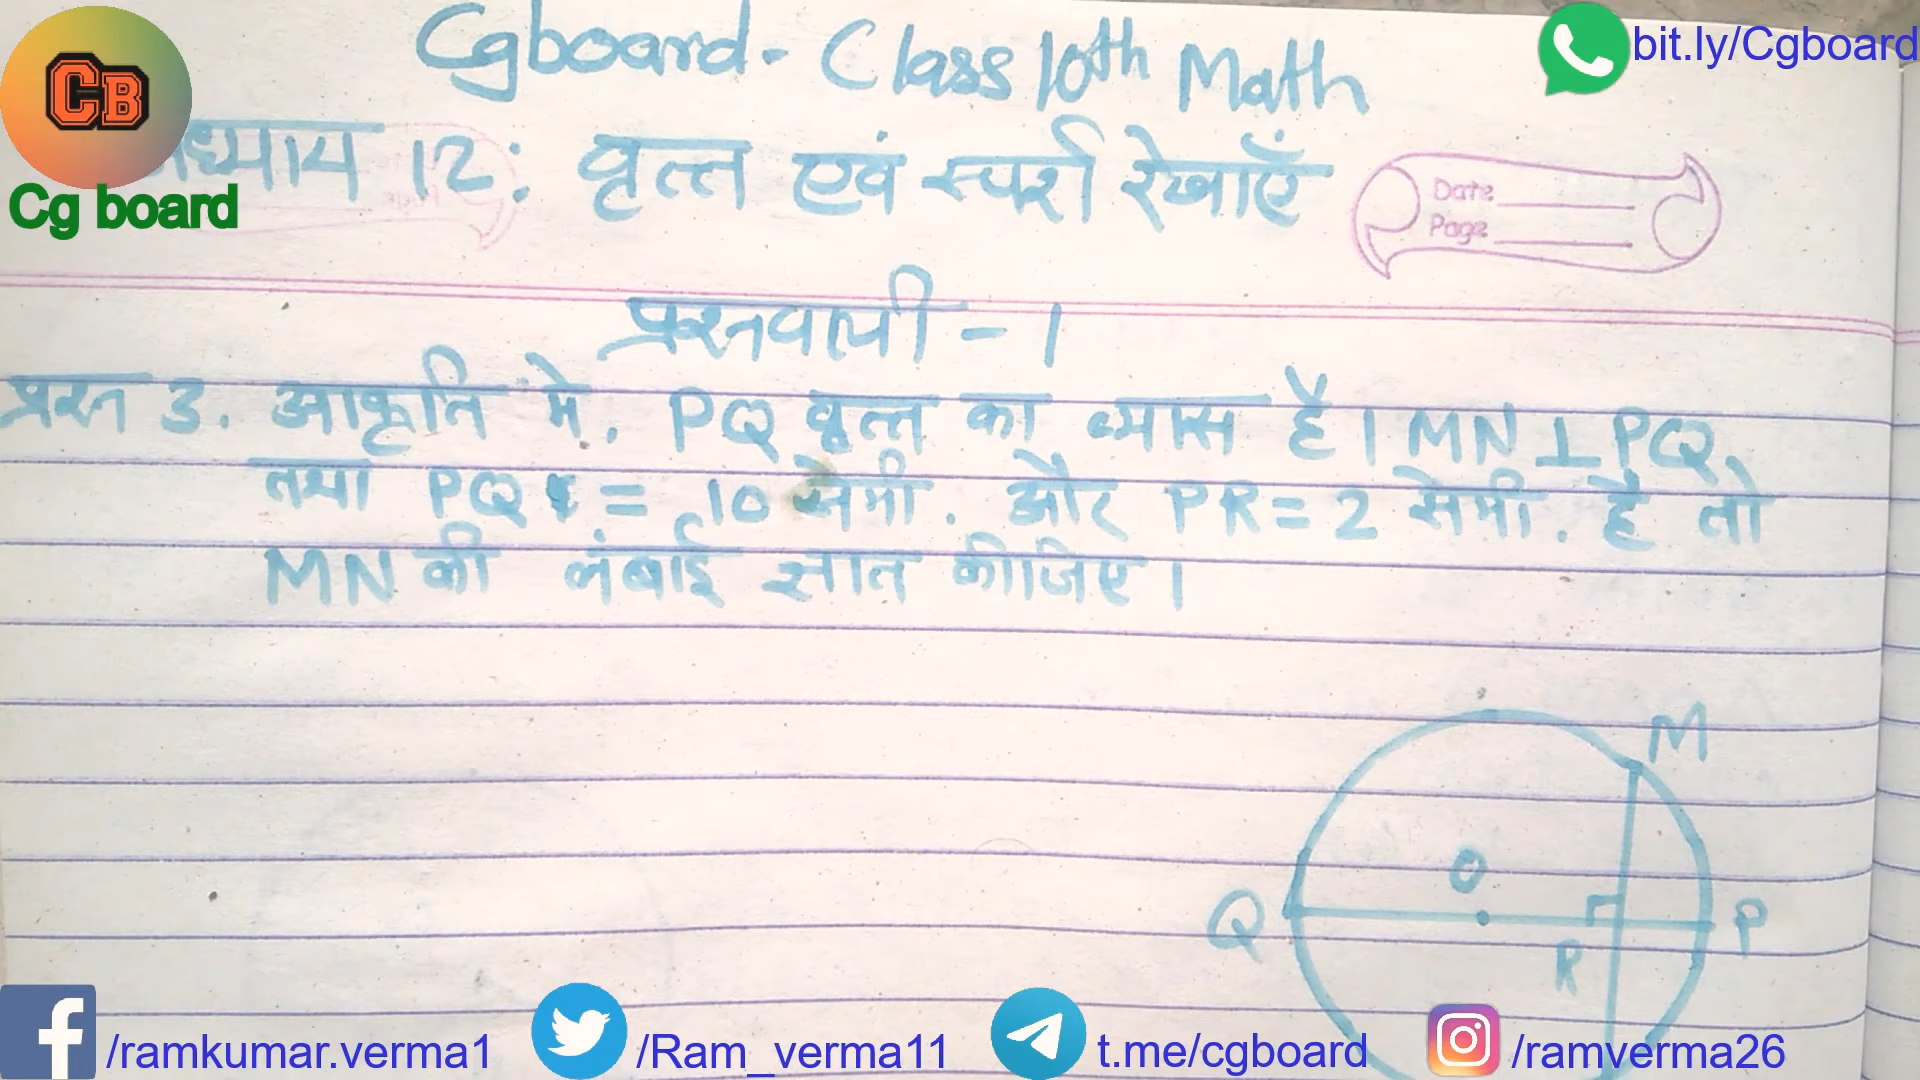 Cgboard - Class 10th Math
bit.ly/Cgboard
CB
Cg board
ध्याय 12: वृत्त एवं स्पर्श रेखाएँ
Date
Page
प्रश्नावली - 1
प्रश्न 3. आकृति मे, PQ वृत्त का व्यास है। MN ⊥ PQ,
तथा PQ = 10 सेमी. और PR = 2 सेमी. है तो
MN की लंबाई ज्ञात कीजिए।
M
O
Q
P
R
/ramkumar.verma1
/Ram_verma11
t.me/cgboard
/ramverma26